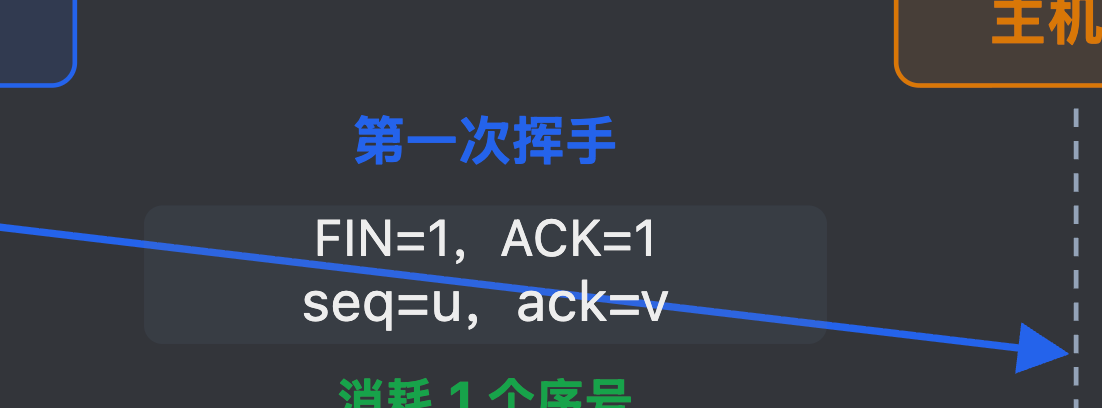 主机
第一次挥手
FIN=1，ACK=1
seq=u，ack=v
消耗 1 个序号